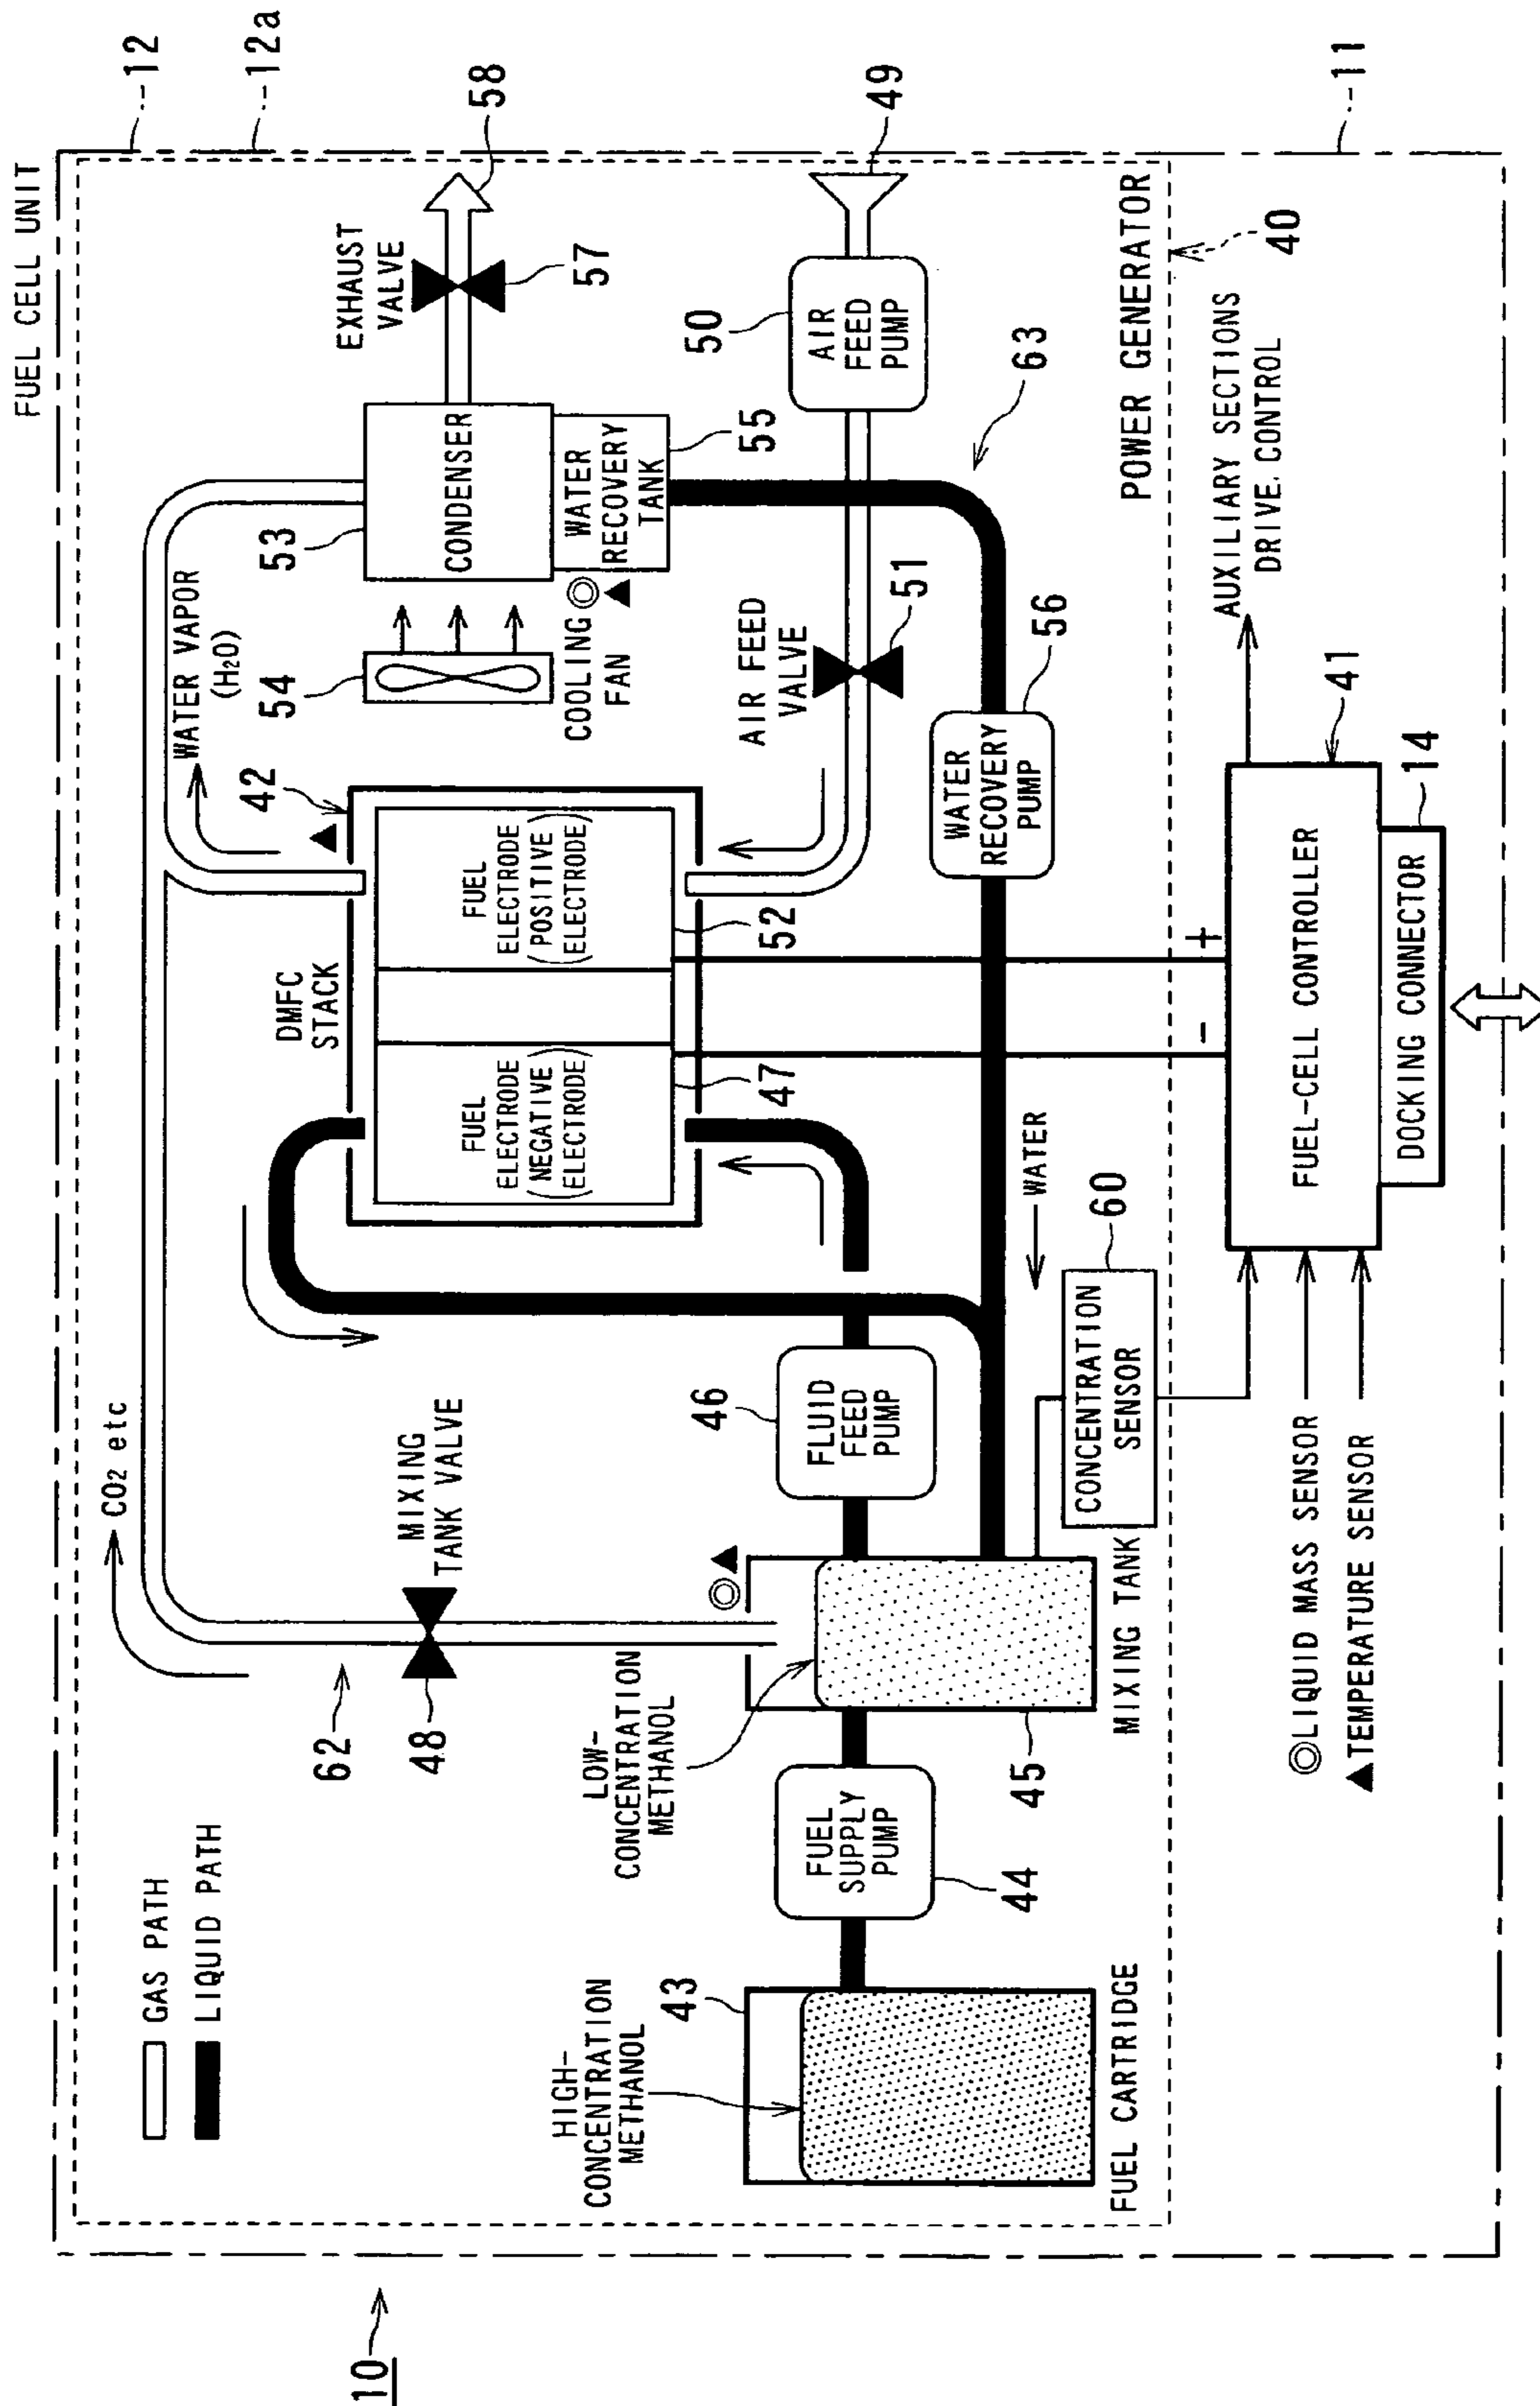 FUEL CELL UNIT
12
12a
11
10
GAS PATH
LIQUID PATH
CO2 etc
62
MIXING
TANK VALVE
48
WATER VAPOR
(H2O)
DMFC
STACK
42
54
COOLING
FAN
53
CONDENSER
WATER
RECOVERY
TANK
55
EXHAUST
VALVE
57
58
HIGH-
CONCENTRATION
METHANOL
43
FUEL CARTRIDGE
FUEL
SUPPLY
PUMP
44
LOW-
CONCENTRATION
METHANOL
45
MIXING TANK
46
FLUID
FEED
PUMP
FUEL
ELECTRODE
(NEGATIVE
ELECTRODE)
47
FUEL
ELECTRODE
(POSITIVE
ELECTRODE)
52
AIR FEED
VALVE
51
50
AIR
FEED
PUMP
49
WATER
RECOVERY
PUMP
56
63
WATER
60
CONCENTRATION
SENSOR
POWER GENERATOR
40
◎LIQUID MASS SENSOR
▲TEMPERATURE SENSOR
-
+
FUEL-CELL CONTROLLER
41
DOCKING CONNECTOR
14
AUXILIARY SECTIONS
DRIVE CONTROL